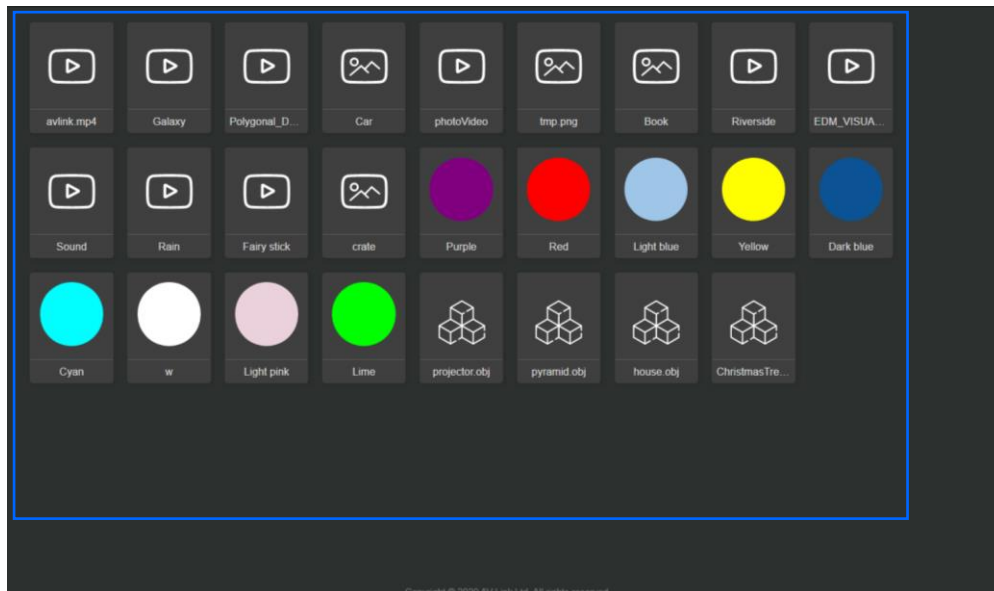 avlink.mp4 Galaxy Polygonal_D... Car photoVideo tmp.png Book Riverside EDM_VISUA...
Sound Rain Fairy stick crate Purple Red Light blue Yellow Dark blue
Cyan w Light pink Lime projector.obj pyramid.obj house.obj ChristmasTre...